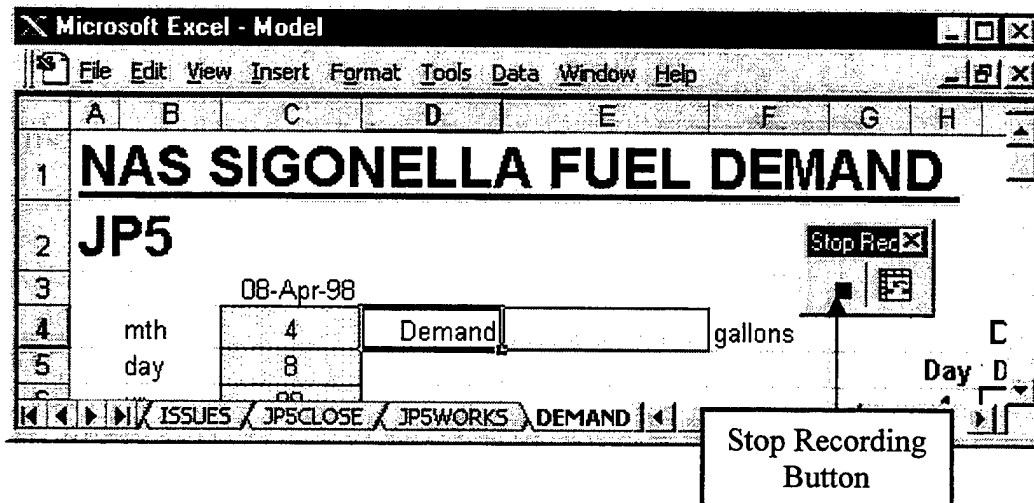 Microsoft Excel - Model
File Edit View Insert Format Tools Data Window Help
A B C D E F G H
1 NAS SIGONELLA FUEL DEMAND
2 JP5
Stop Rec
3 08-Apr-98
4 mth 4 Demand gallons D
5 day 8 Day D
ISSUES JP5CLOSE JP5WORKS DEMAND
Stop Recording
Button